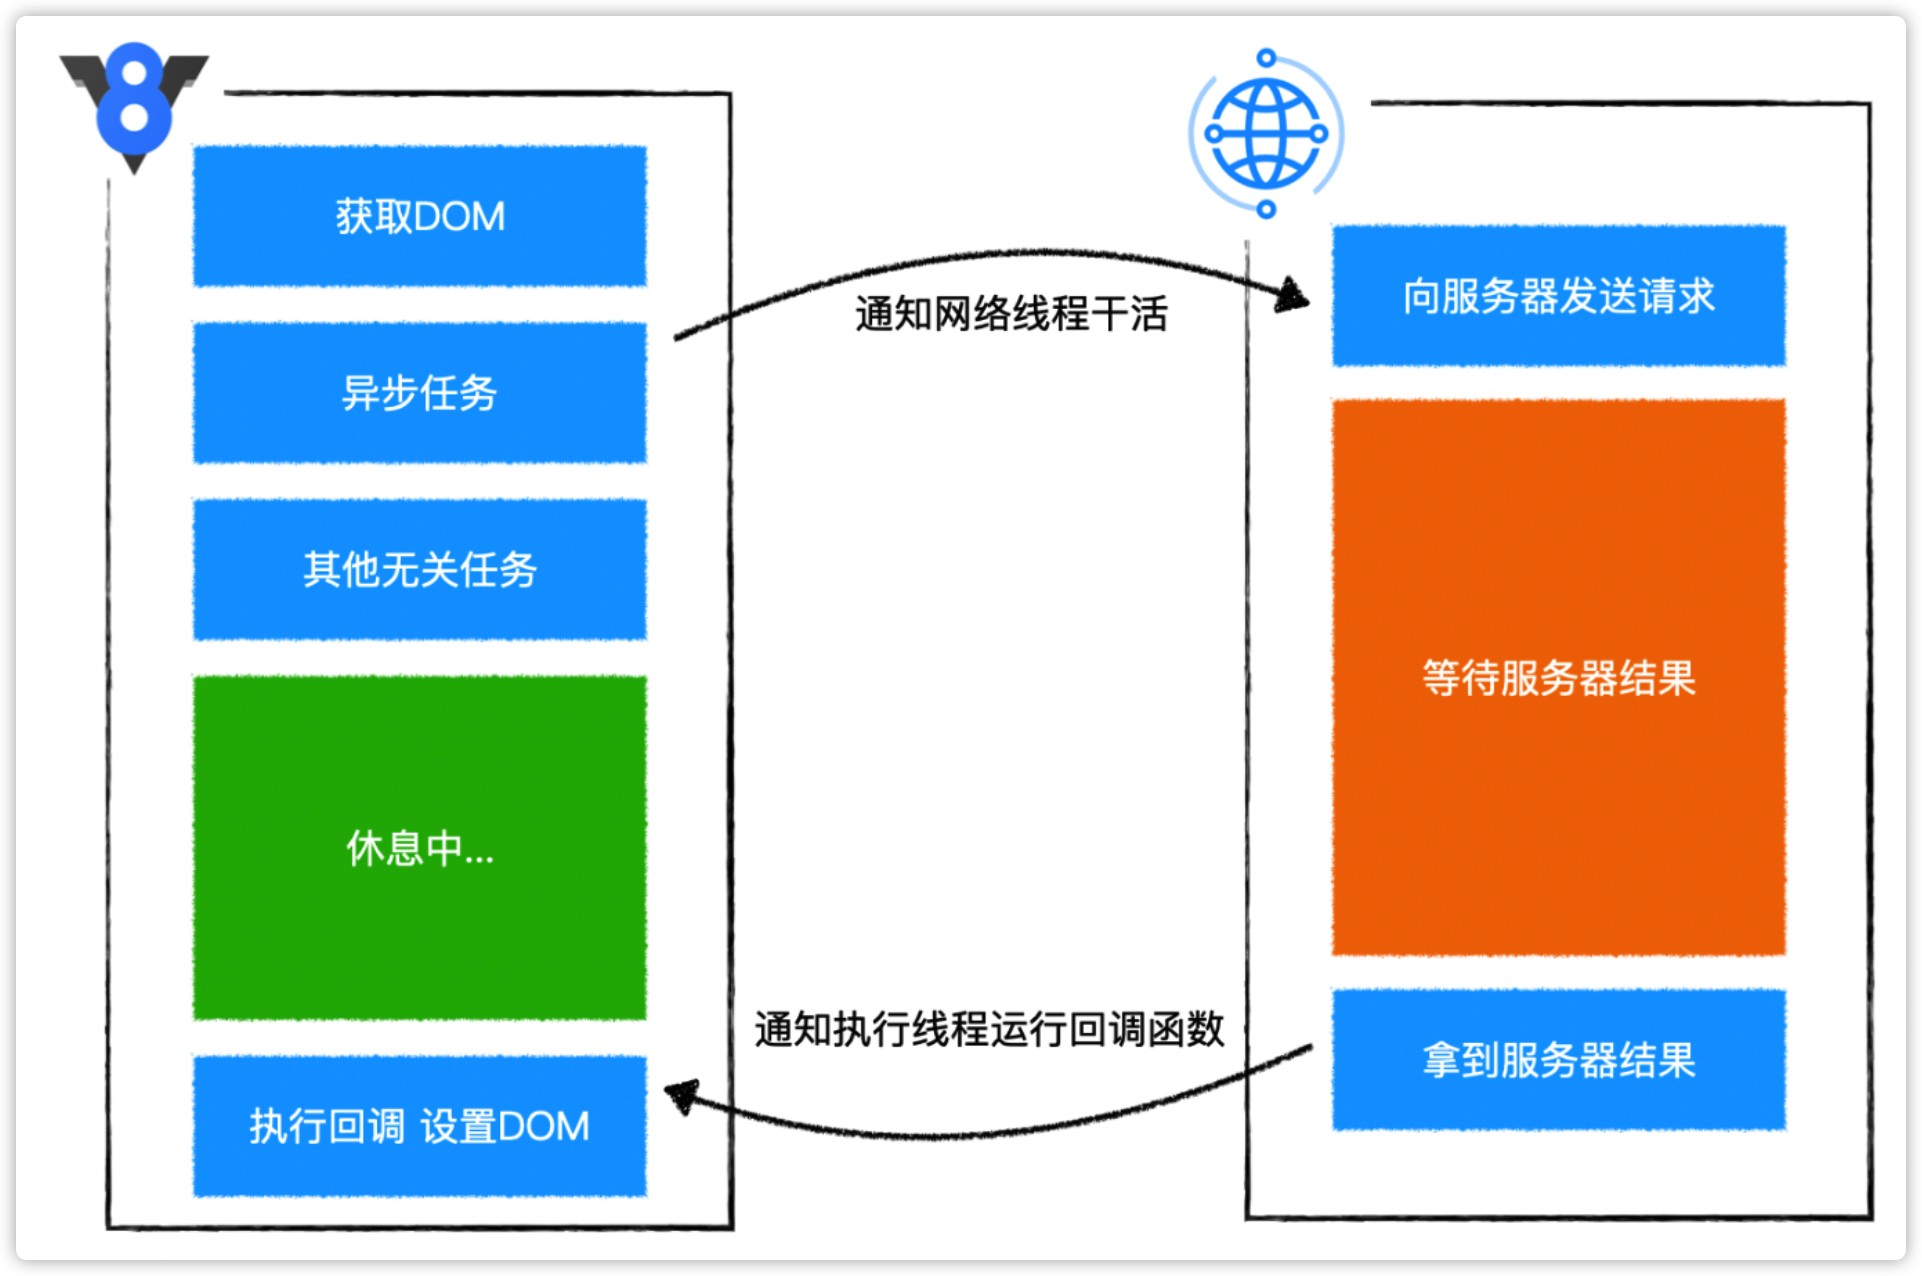 8
获取DOM
异步任务
其他无关任务
休息中...
执行回调 设置DOM
通知网络线程干活
通知执行线程运行回调函数
向服务器发送请求
等待服务器结果
拿到服务器结果